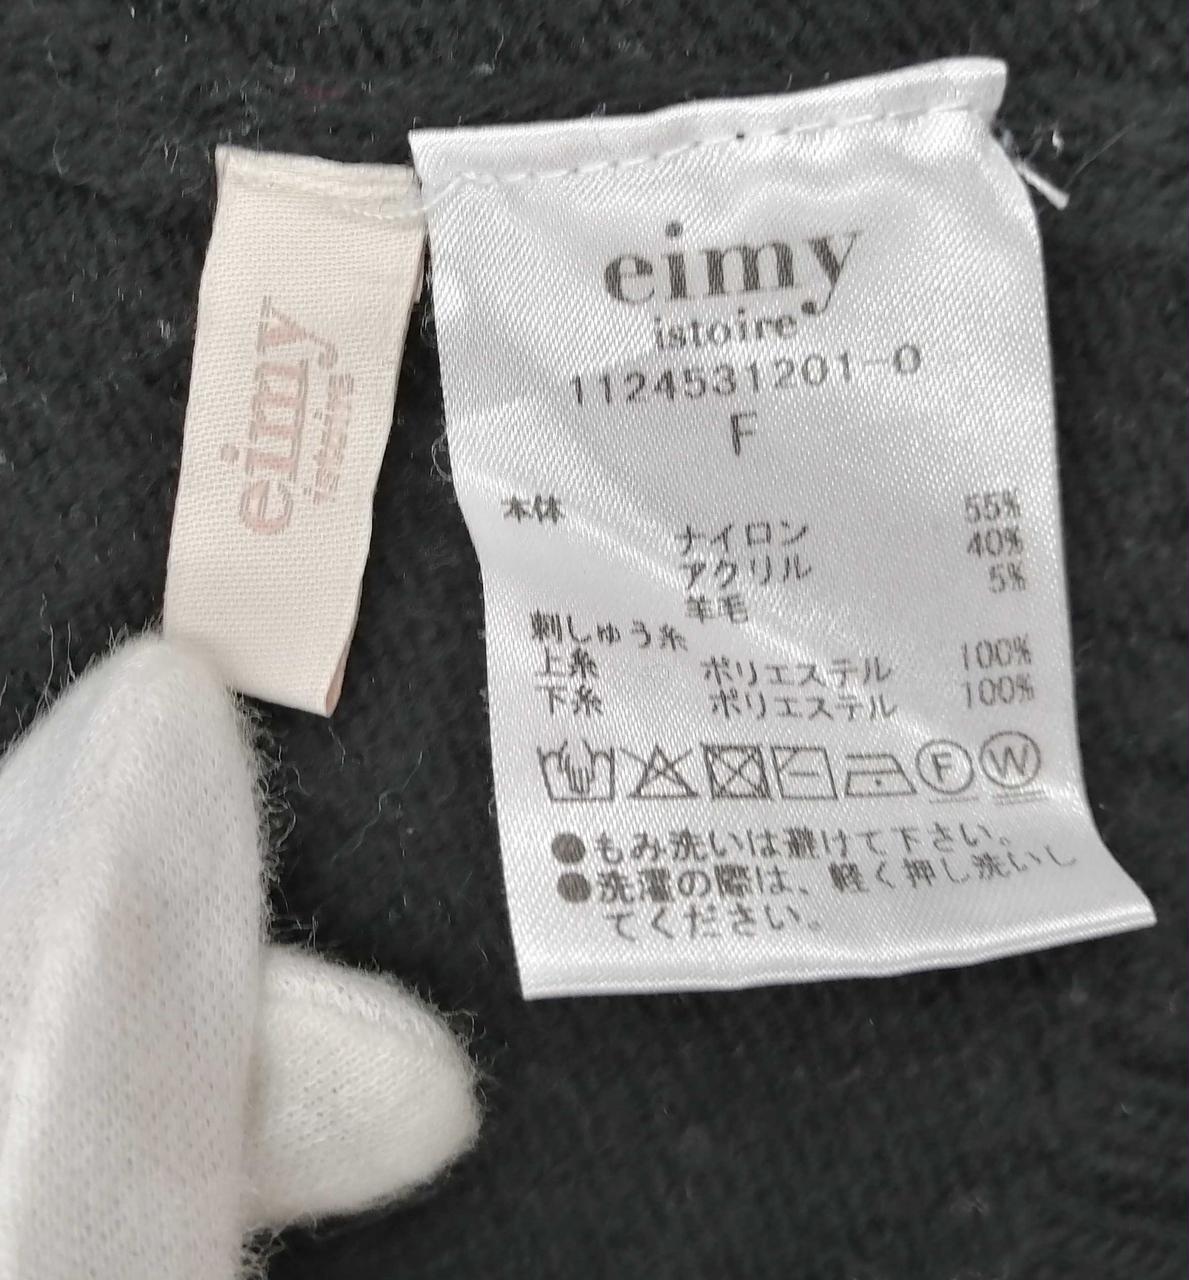 eimy
istoire
eimy
istoire
1124531201-0
F
本体
ナイロン 55%
アクリル 40%
羊毛 5%
刺しゅう糸
上糸 ポリエステル 100%
下糸 ポリエステル 100%
F W
●もみ洗いは避けて下さい。
●洗濯の際は、軽く押し洗いし
てください。